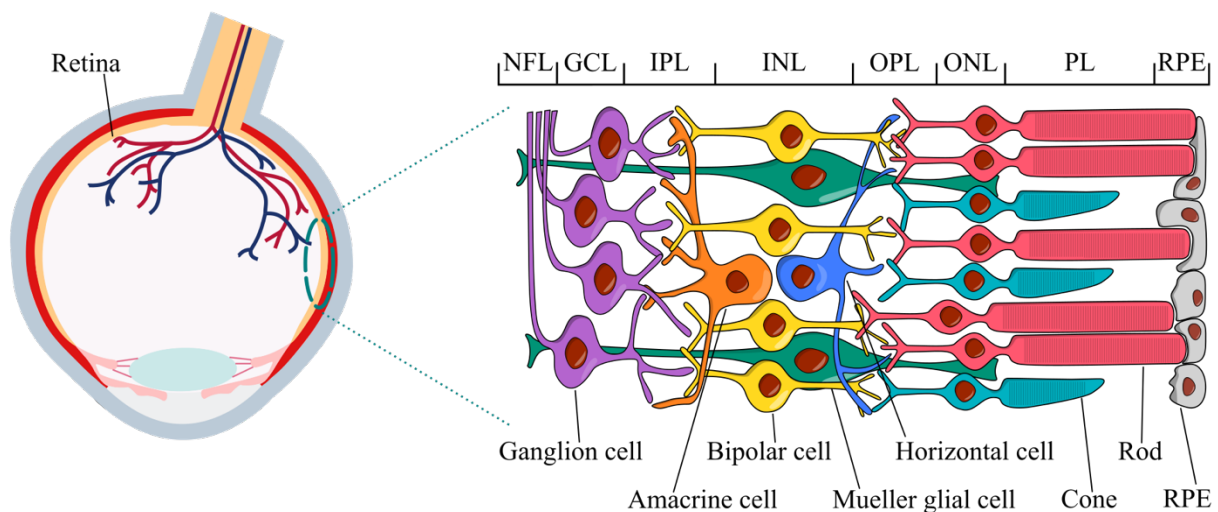 Retina
NFL GCL IPL INL OPL ONL PL RPE
Ganglion cell Bipolar cell Horizontal cell Rod
Amacrine cell Mueller glial cell Cone RPE